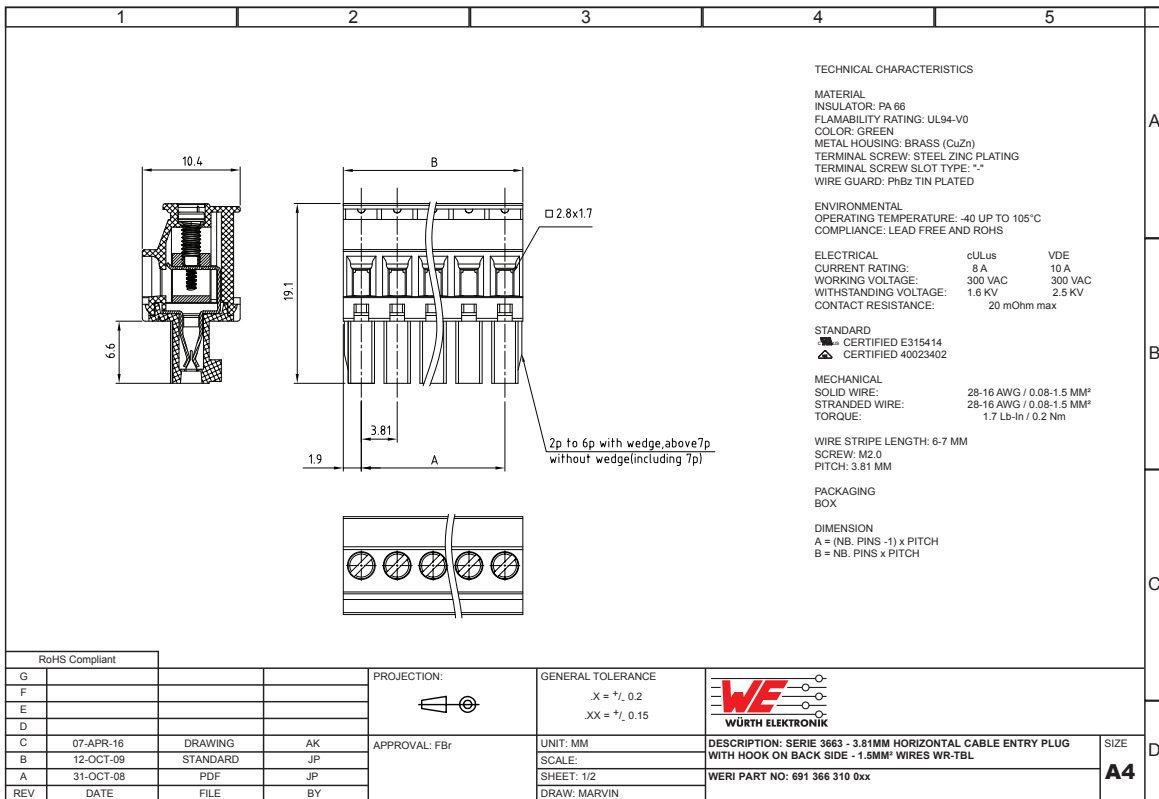 1 2 3 4 5
A
B
C
D
10.4
6.6
B
19.1
□ 2.8x1.7
3.81
1.9
A
2p to 6p with wedge,above7p
without wedge(including 7p)
TECHNICAL CHARACTERISTICS
MATERIAL
INSULATOR: PA 66
FLAMABILITY RATING: UL94-V0
COLOR: GREEN
METAL HOUSING: BRASS (CuZn)
TERMINAL SCREW: STEEL ZINC PLATING
TERMINAL SCREW SLOT TYPE: "-"
WIRE GUARD: PhBz TIN PLATED
ENVIRONMENTAL
OPERATING TEMPERATURE: -40 UP TO 105°C
COMPLIANCE: LEAD FREE AND ROHS
ELECTRICAL cULus VDE
CURRENT RATING: 8 A 10 A
WORKING VOLTAGE: 300 VAC 300 VAC
WITHSTANDING VOLTAGE: 1.6 KV 2.5 KV
CONTACT RESISTANCE: 20 mOhm max
STANDARD
CERTIFIED E315414
CERTIFIED 40023402
MECHANICAL
SOLID WIRE: 28-16 AWG / 0.08-1.5 MM²
STRANDED WIRE: 28-16 AWG / 0.08-1.5 MM²
TORQUE: 1.7 Lb-In / 0.2 Nm
WIRE STRIPE LENGTH: 6-7 MM
SCREW: M2.0
PITCH: 3.81 MM
PACKAGING
BOX
DIMENSION
A = (NB. PINS -1) x PITCH
B = NB. PINS x PITCH
RoHS Compliant
G
F
E
D
C 07-APR-16 DRAWING AK
B 12-OCT-09 STANDARD JP
A 31-OCT-08 PDF JP
REV DATE FILE BY
PROJECTION:
APPROVAL: FBr
GENERAL TOLERANCE
.X = +/- 0.2
.XX = +/- 0.15
UNIT: MM
SCALE:
SHEET: 1/2
DRAW: MARVIN
WE
WÜRTH ELEKTRONIK
DESCRIPTION: SERIE 3663 - 3.81MM HORIZONTAL CABLE ENTRY PLUG
WITH HOOK ON BACK SIDE - 1.5MM² WIRES WR-TBL
WERI PART NO: 691 366 310 0xx
SIZE
A4